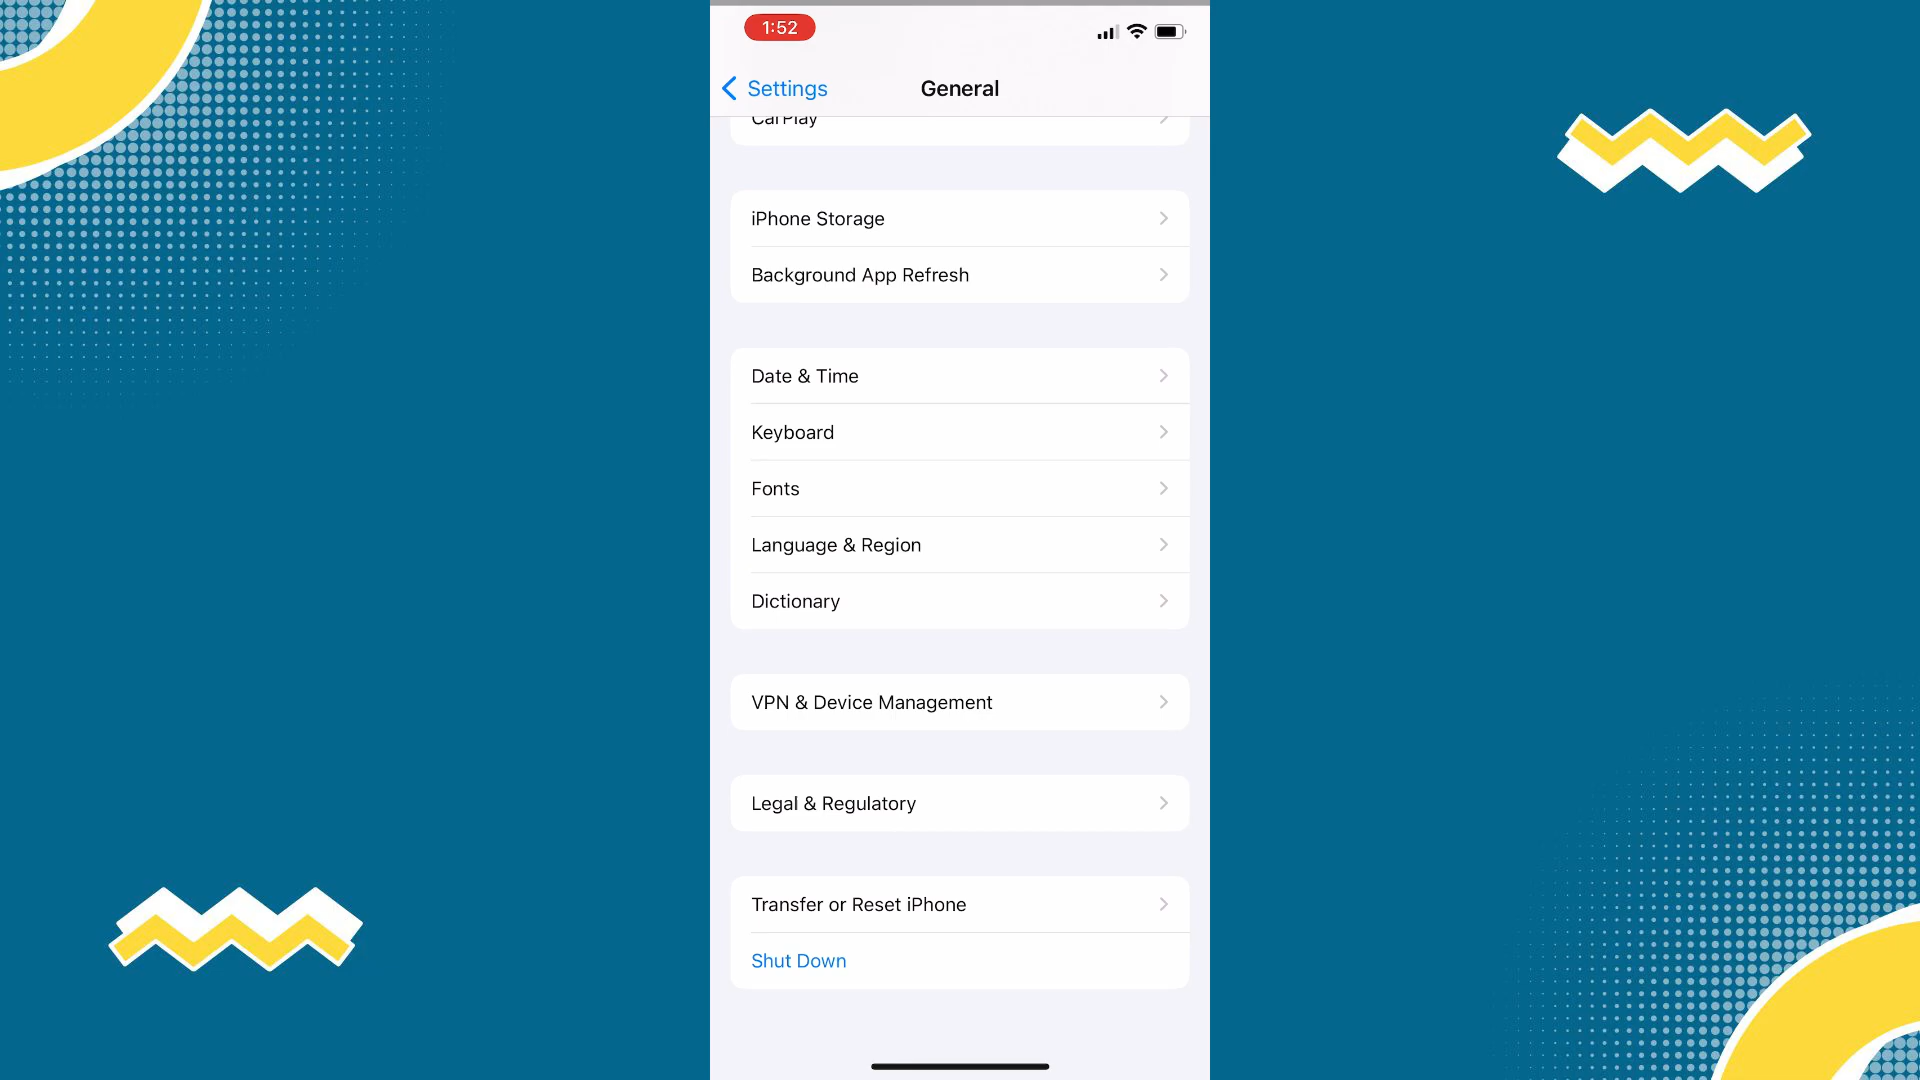 1:52
Settings
General
CarPlay
iPhone Storage
Background App Refresh
Date & Time
Keyboard
Fonts
Language & Region
Dictionary
VPN & Device Management
Legal & Regulatory
Transfer or Reset iPhone
Shut Down